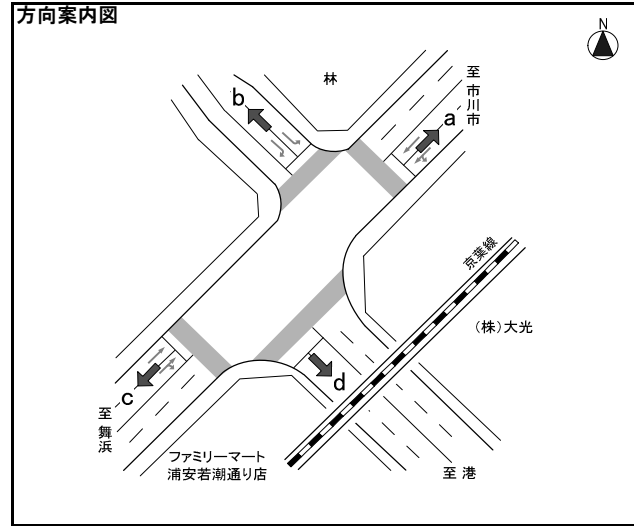 方向案内図
N
林
至市川市
a
b
京葉線
(株)大光
c
d
至舞浜
ファミリーマート
浦安若潮通り店
至港